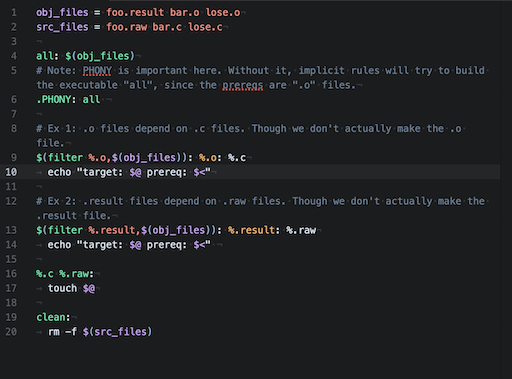 1 obj_files = foo.result bar.o lose.o
2 src_files = foo.raw bar.c lose.c
3
4 all: $(obj_files)
5 # Note: PHONY is important here. Without it, implicit rules will try to build
the executable "all", since the prereqs are ".o" files.
6 .PHONY: all
7
8 # Ex 1: .o files depend on .c files. Though we don't actually make the .o
file.
9 $(filter %.o,$(obj_files)): %.o: %.c
10 echo "target: $@ prereq: $<"
11
12 # Ex 2: .result files depend on .raw files. Though we don't actually make the
.result file.
13 $(filter %.result,$(obj_files)): %.result: %.raw
14 echo "target: $@ prereq: $<"
15
16 %.c %.raw:
17 touch $@
18
19 clean:
20 rm -f $(src_files)